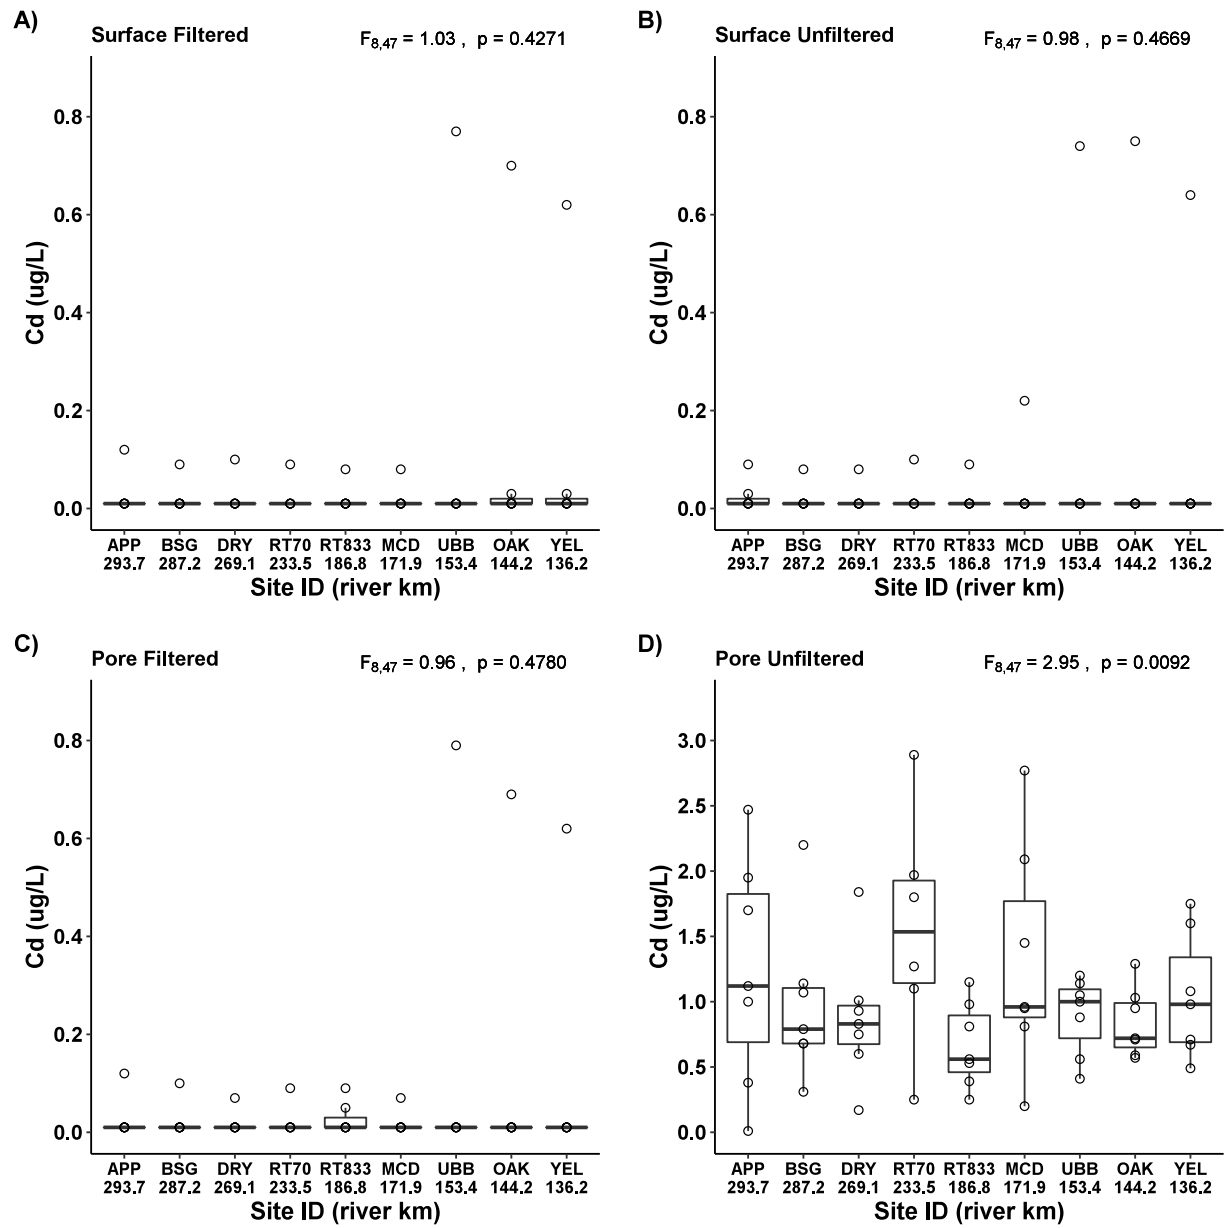 A)
Surface Filtered
F8,47 = 1.03 , p = 0.4271
0.8
0.6
0.4
0.2
0.0
Cd (ug/L)
APP BSG DRY RT70 RT833 MCD UBB OAK YEL
293.7 287.2 269.1 233.5 186.8 171.9 153.4 144.2 136.2
Site ID (river km)
B)
Surface Unfiltered
F8,47 = 0.98 , p = 0.4669
0.8
0.6
0.4
0.2
0.0
Cd (ug/L)
APP BSG DRY RT70 RT833 MCD UBB OAK YEL
293.7 287.2 269.1 233.5 186.8 171.9 153.4 144.2 136.2
Site ID (river km)
C)
Pore Filtered
F8,47 = 0.96 , p = 0.4780
0.8
0.6
0.4
0.2
0.0
Cd (ug/L)
APP BSG DRY RT70 RT833 MCD UBB OAK YEL
293.7 287.2 269.1 233.5 186.8 171.9 153.4 144.2 136.2
Site ID (river km)
D)
Pore Unfiltered
F8,47 = 2.95 , p = 0.0092
3.0
2.5
2.0
1.5
1.0
0.5
0.0
Cd (ug/L)
APP BSG DRY RT70 RT833 MCD UBB OAK YEL
293.7 287.2 269.1 233.5 186.8 171.9 153.4 144.2 136.2
Site ID (river km)